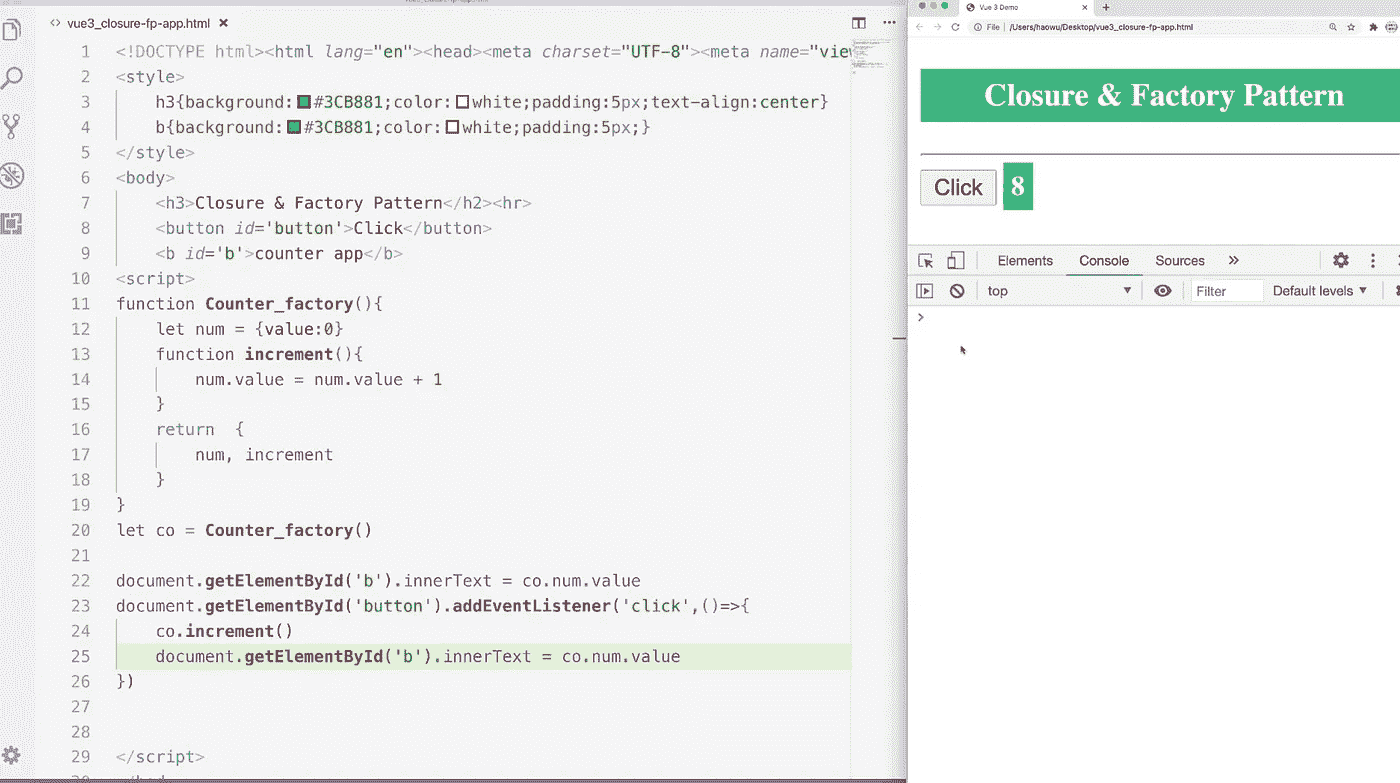 vue3_closure-fp-app.html
1 <!DOCTYPE html><html lang="en"><head><meta charset="UTF-8"><meta name="vie
2 <style>
3 h3{background:#3CB881;color:white;padding:5px;text-align:center}
4 b{background:#3CB881;color:white;padding:5px;}
5 </style>
6 <body>
7 <h3>Closure & Factory Pattern</h2><hr>
8 <button id='button'>Click</button>
9 <b id='b'>counter app</b>
10 <script>
11 function Counter_factory(){
12 let num = {value:0}
13 function increment(){
14 num.value = num.value + 1
15 }
16 return {
17 num, increment
18 }
19 }
20 let co = Counter_factory()
21
22 document.getElementById('b').innerText = co.num.value
23 document.getElementById('button').addEventListener('click',()=>{
24 co.increment()
25 document.getElementById('b').innerText = co.num.value
26 })
27
28
29 </script>
Vue 3 Demo
File | /Users/haowu/Desktop/vue3_closure-fp-app.html
Closure & Factory Pattern
Click 8
Elements Console Sources
top Filter Default levels